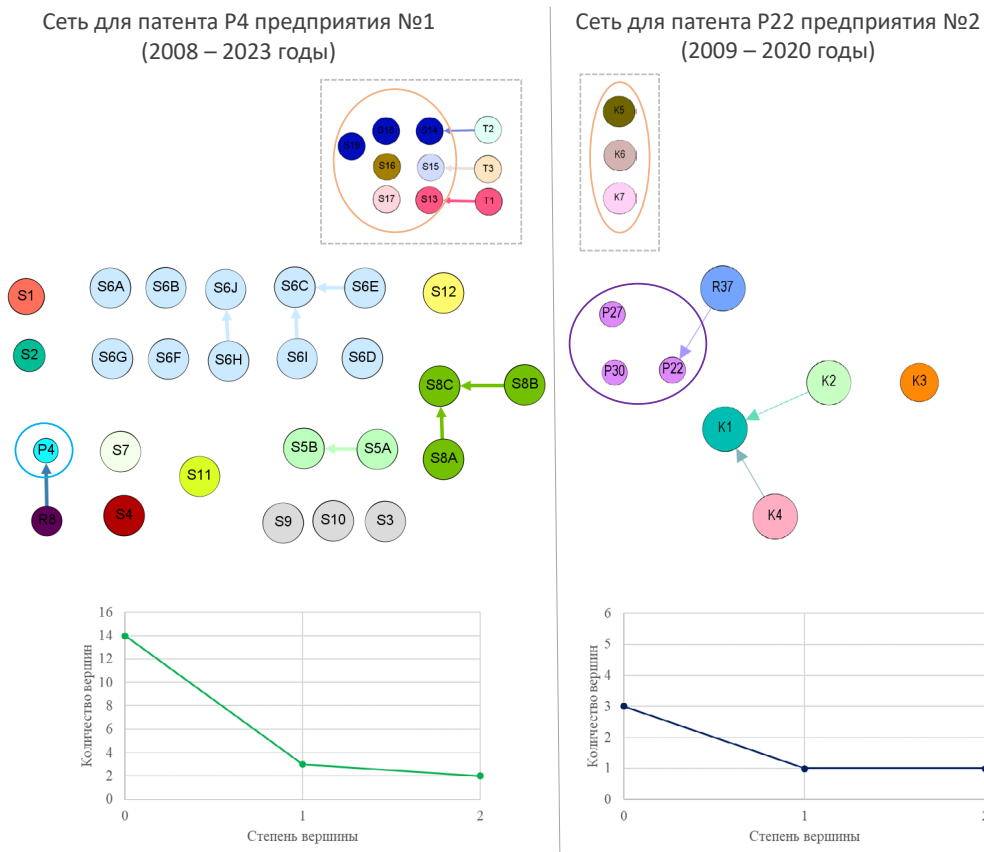 Сеть для патента P4 предприятия №1
(2008 – 2023 годы)
S18 S14 T2
S19
S16 S15 T3
S17 S13 T1
S1 S6A S6B S6J S6C S6E S12
S2 S6G S6F S6H S6I S6D
S8C S8B
P4 S7 S5B S5A S8A
S11
R8 S4 S9 S10 S3
16
14
12
10
8
6
4
2
0
Количество вершин
0 1 2
Степень вершины
Сеть для патента P22 предприятия №2
(2009 – 2020 годы)
K5
K6
K7
R37
P27
P30 P22
K2 K3
K1
K4
6
5
4
3
2
1
0
Количество вершин
0 1 2
Степень вершины